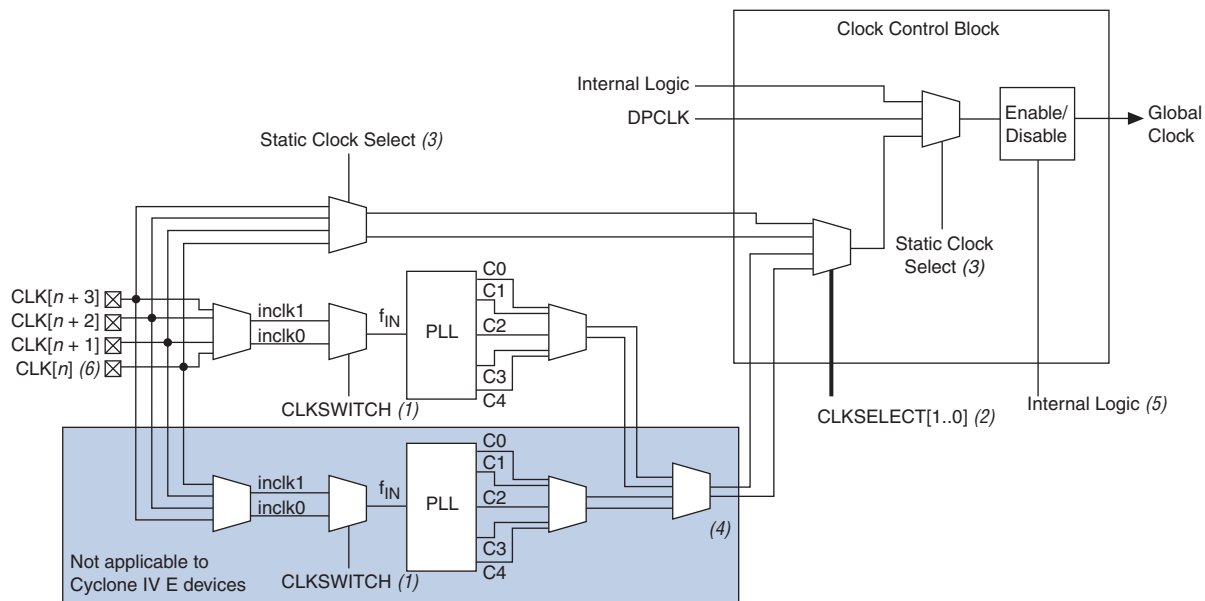 Clock Control Block
Internal Logic
DPCLK
Enable/
Disable
Global
Clock
Static Clock Select (3)
Static Clock
Select (3)
CLK[n + 3]
CLK[n + 2]
CLK[n + 1]
CLK[n] (6)
inclk1
inclk0
fIN
PLL
C0
C1
C2
C3
C4
CLKSWITCH (1)
CLKSELECT[1..0] (2)
Internal Logic (5)
inclk1
inclk0
fIN
PLL
C0
C1
C2
C3
C4
(4)
CLKSWITCH (1)
Not applicable to
Cyclone IV E devices